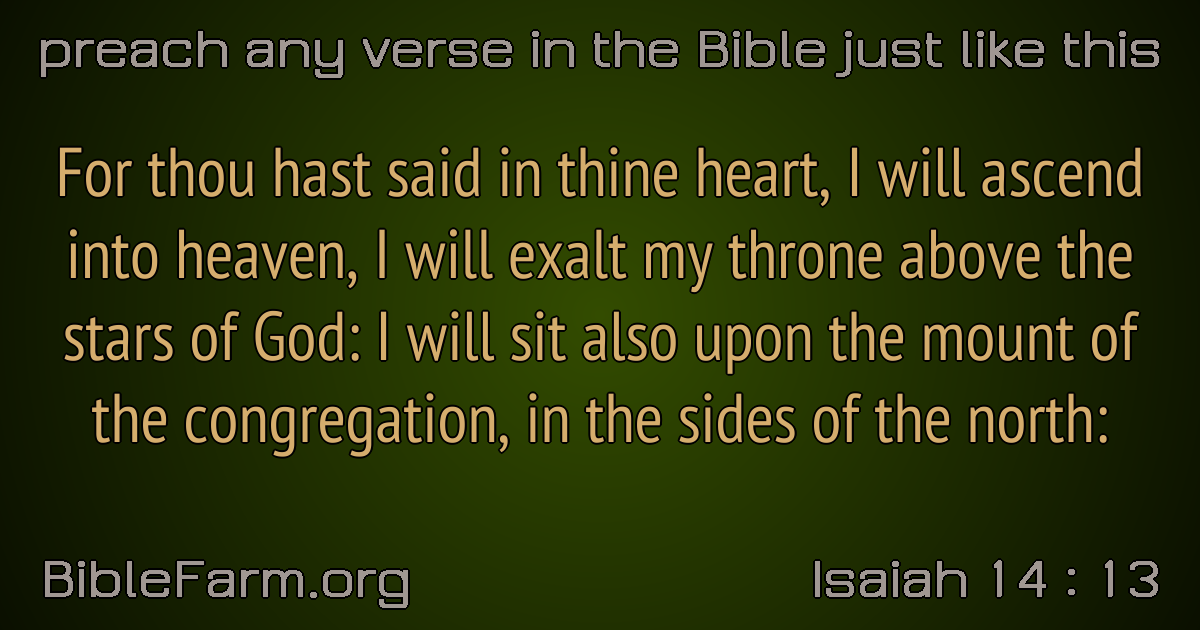 preach any verse in the Bible just like this
For thou hast said in thine heart, I will ascend
into heaven, I will exalt my throne above the
stars of God: I will sit also upon the mount of
the congregation, in the sides of the north:
BibleFarm.org
Isaiah 14 : 13